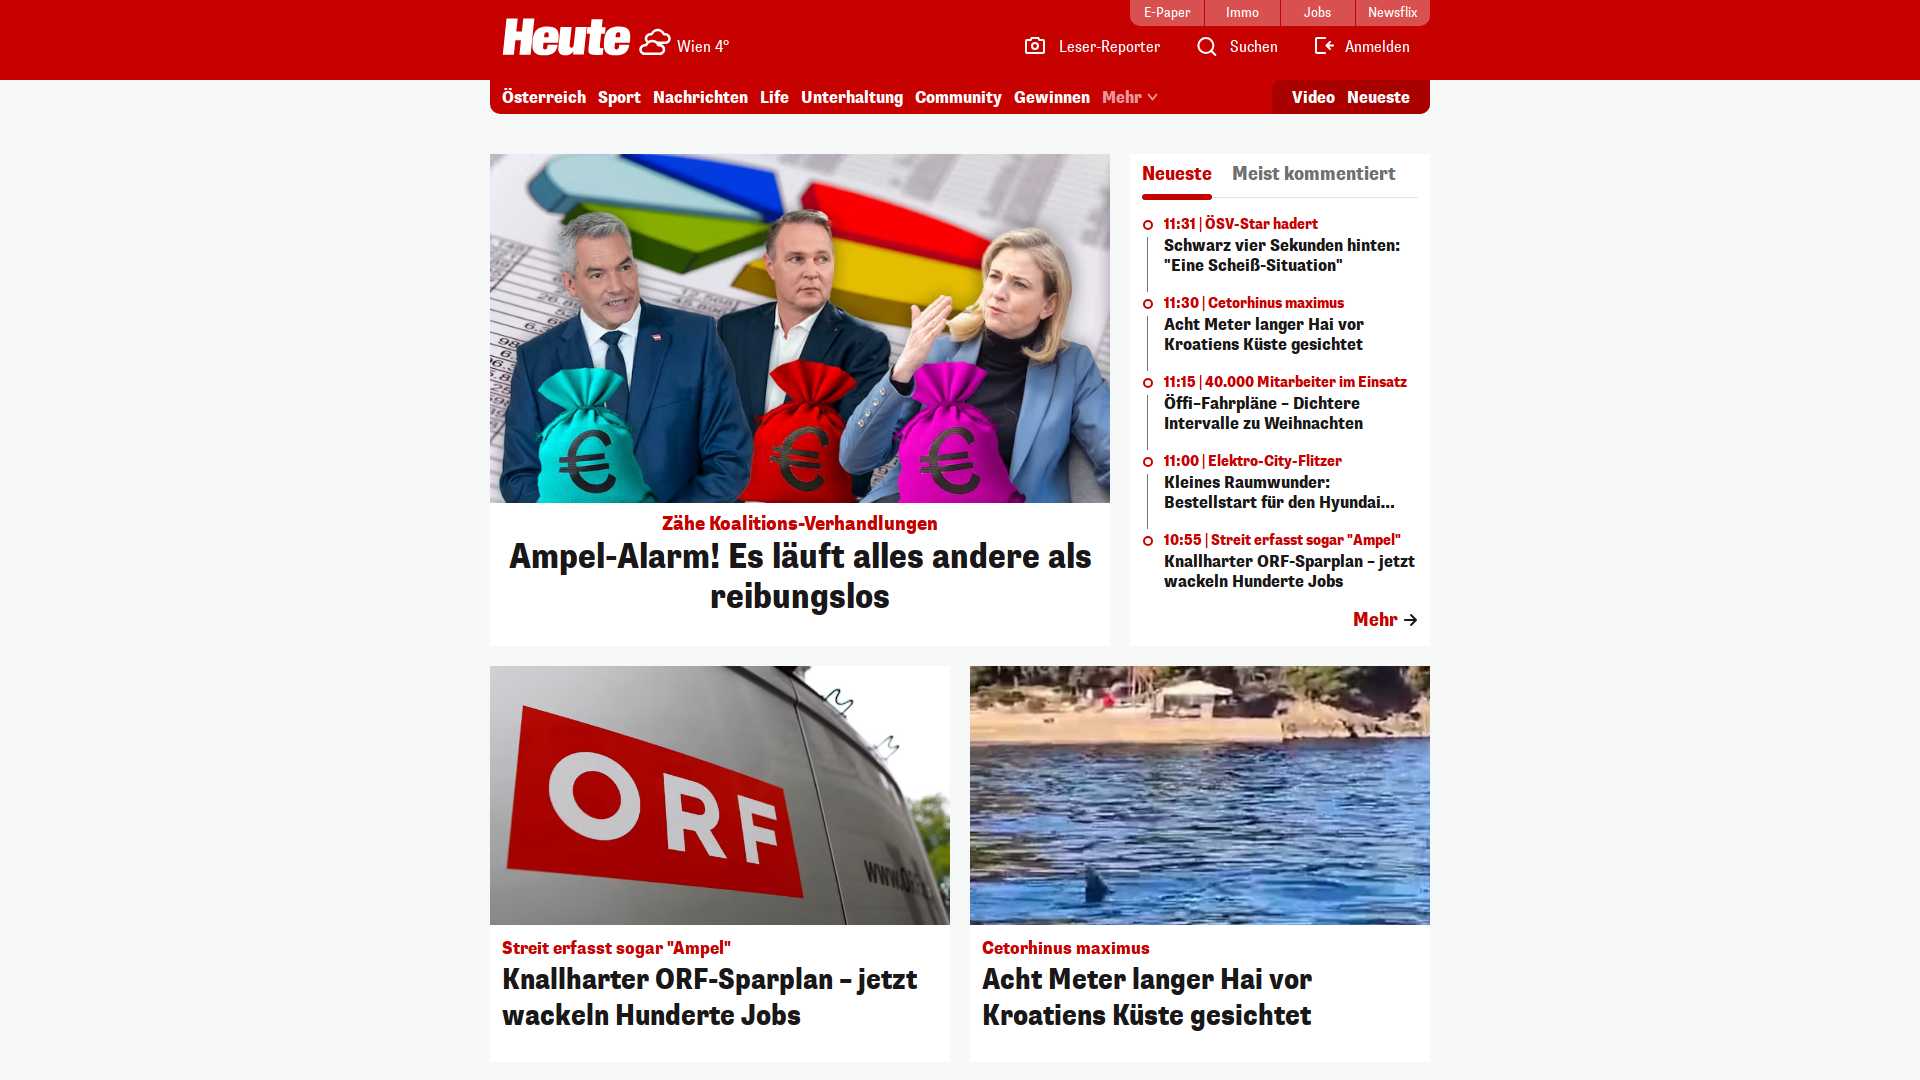 E-Paper
Immo
Jobs
Newsflix
Heute
Wien 4°
Leser-Reporter
Suchen
Anmelden
Österreich
Sport
Nachrichten
Life
Unterhaltung
Community
Gewinnen
Mehr
Video
Neueste
Zähe Koalitions-Verhandlungen
Ampel-Alarm! Es läuft alles andere als
reibungslos
Neueste
Meist kommentiert
11:31 | ÖSV-Star hadert
Schwarz vier Sekunden hinten:
"Eine Scheiß-Situation"
11:30 | Cetorhinus maximus
Acht Meter langer Hai vor
Kroatiens Küste gesichtet
11:15 | 40.000 Mitarbeiter im Einsatz
Öffi-Fahrpläne – Dichtere
Intervalle zu Weihnachten
11:00 | Elektro-City-Flitzer
Kleines Raumwunder:
Bestellstart für den Hyundai...
10:55 | Streit erfasst sogar "Ampel"
Knallharter ORF-Sparplan – jetzt
wackeln Hunderte Jobs
Mehr
€
€
€
ORF
Streit erfasst sogar "Ampel"
Knallharter ORF-Sparplan – jetzt
wackeln Hunderte Jobs
Cetorhinus maximus
Acht Meter langer Hai vor
Kroatiens Küste gesichtet